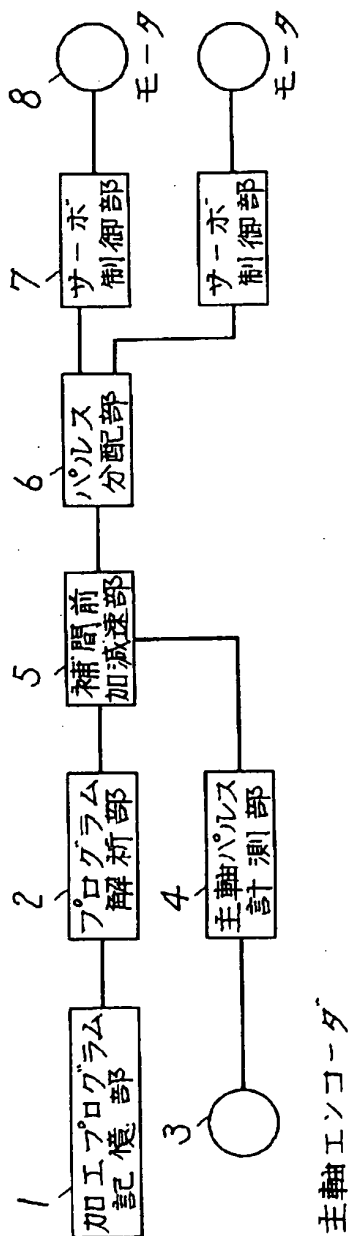 1
加工プログラム
記憶部
2
プログラム
解析部
5
補間前
加減速部
6
パルス
分配部
7
サーボ
制御部
8
モータ
サーボ
制御部
モータ
3
主軸エンコーダ
4
主軸パルス
計測部